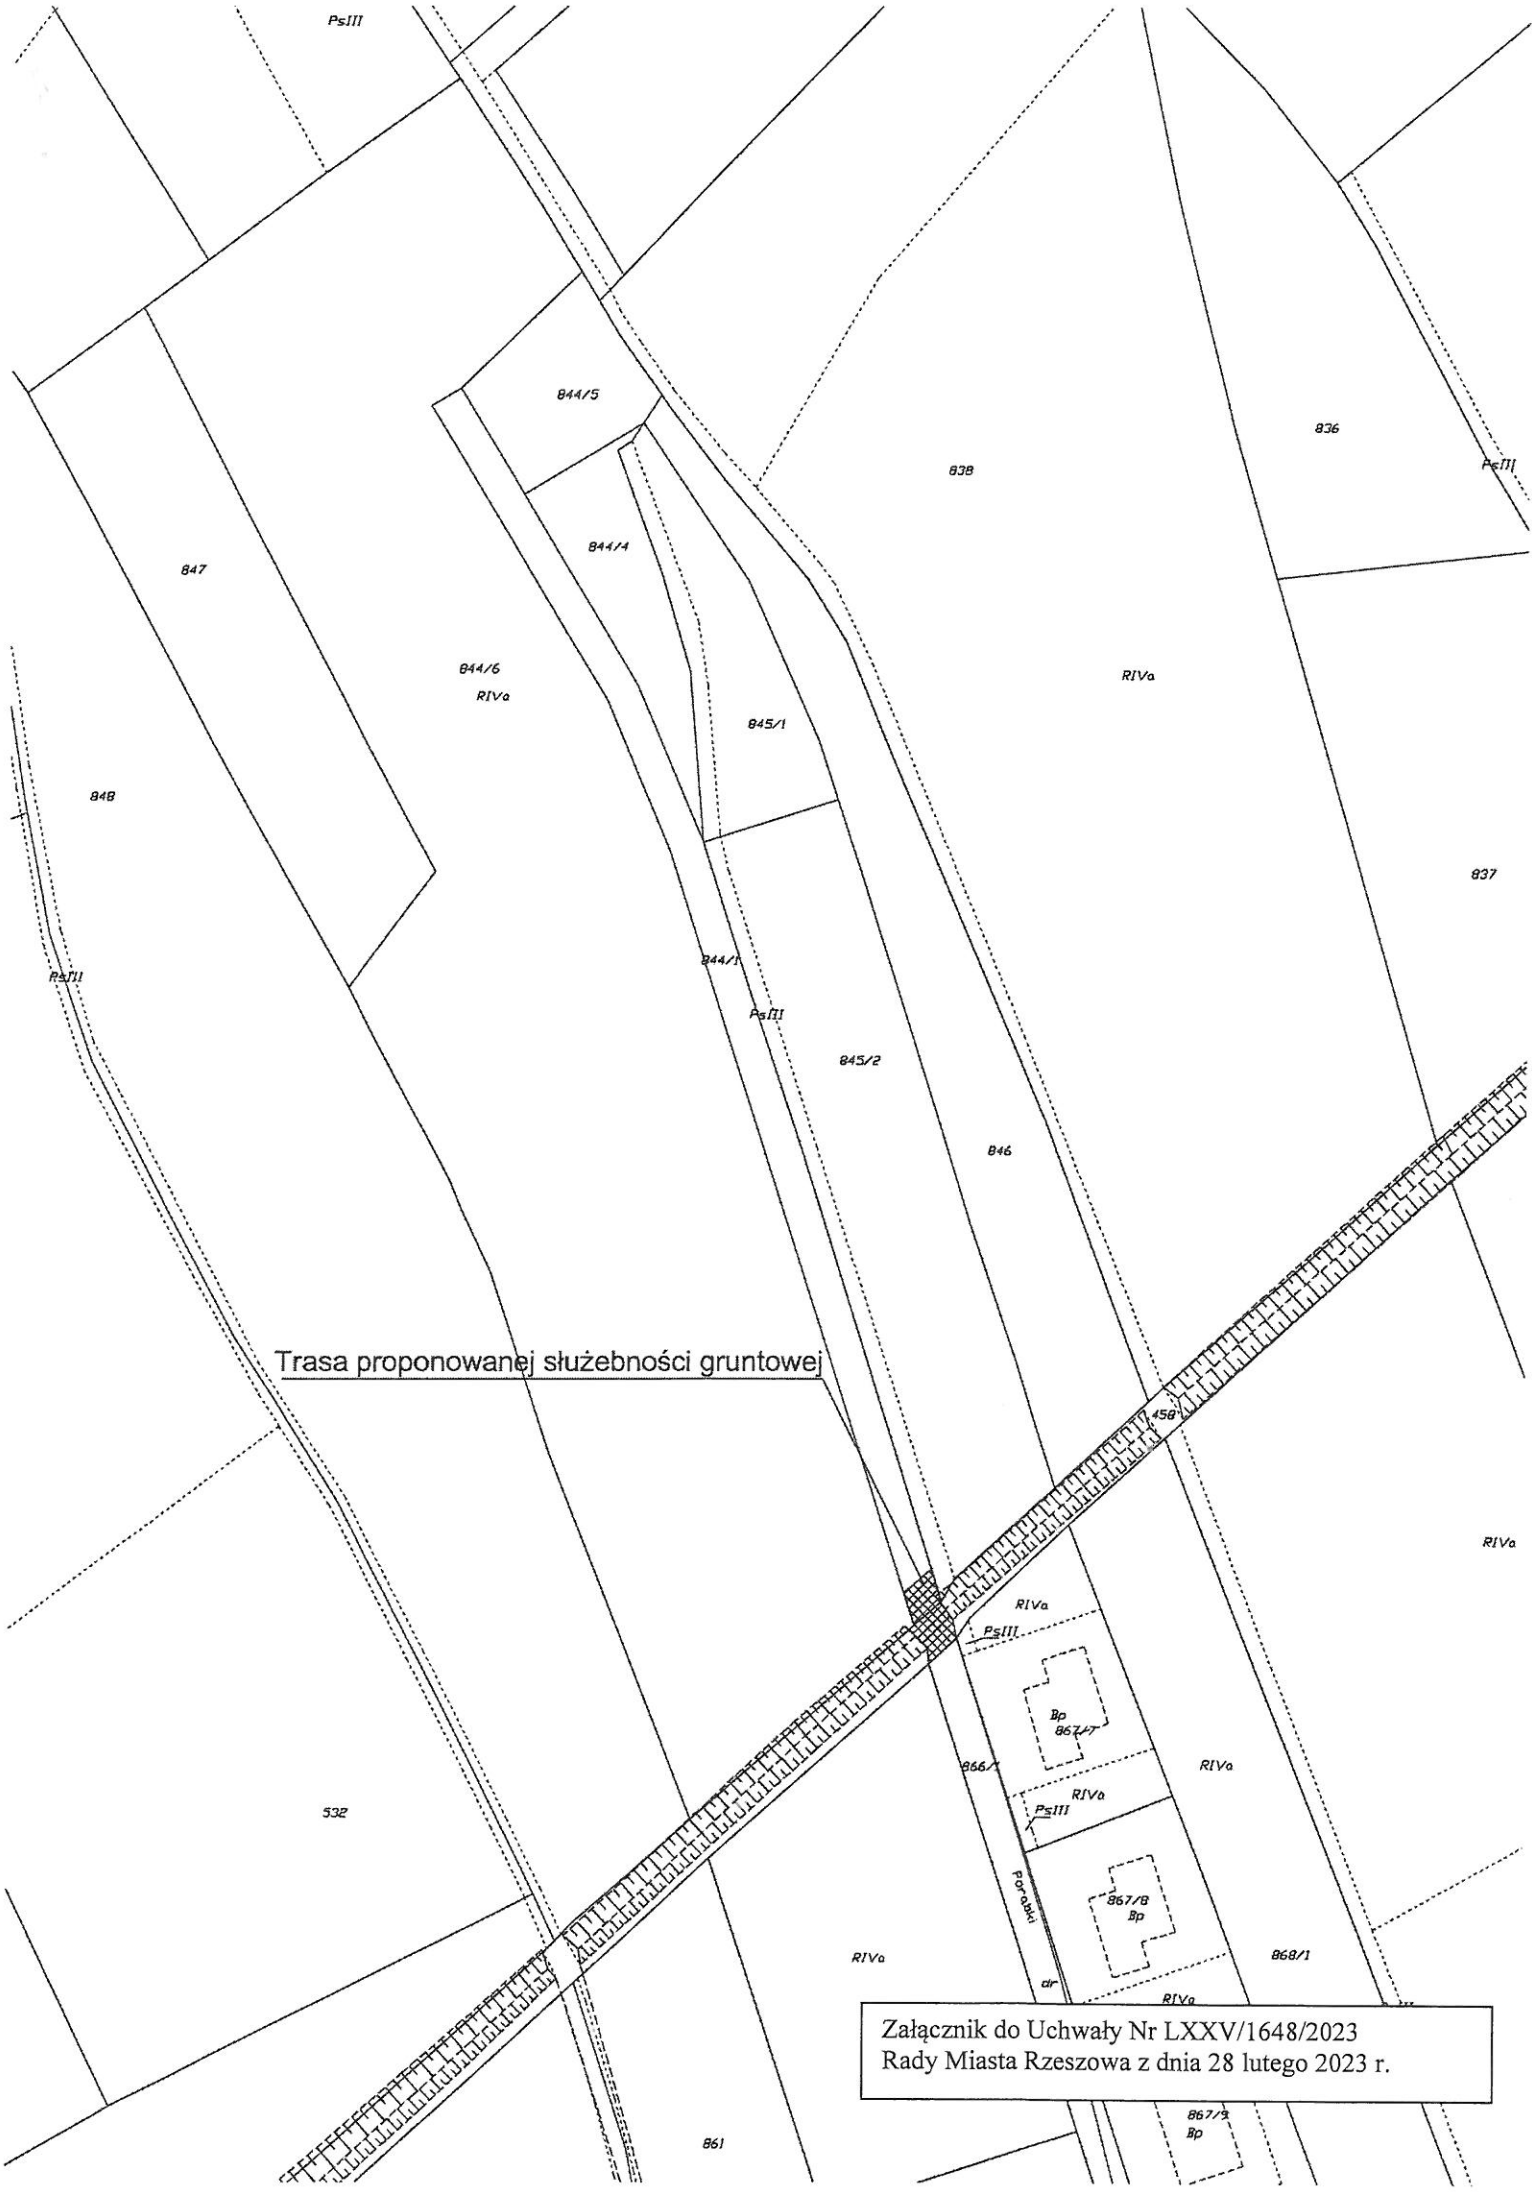 PsIII
844/5
836
838
PsIII
844/4
847
844/6
RIVa
RIVa
845/1
848
837
844/1
PsIII
PsIII
845/2
846
Trasa proponowanej służebności gruntowej
458
RIVa
RIVa
PsIII
Bp
867/7
866/1
RIVa
RIVa
PsIII
532
Porąbki
867/8
Bp
868/1
RIVa
dr
RIVa
Załącznik do Uchwały Nr LXXV/1648/2023
Rady Miasta Rzeszowa z dnia 28 lutego 2023 r.
867/9
Bp
861